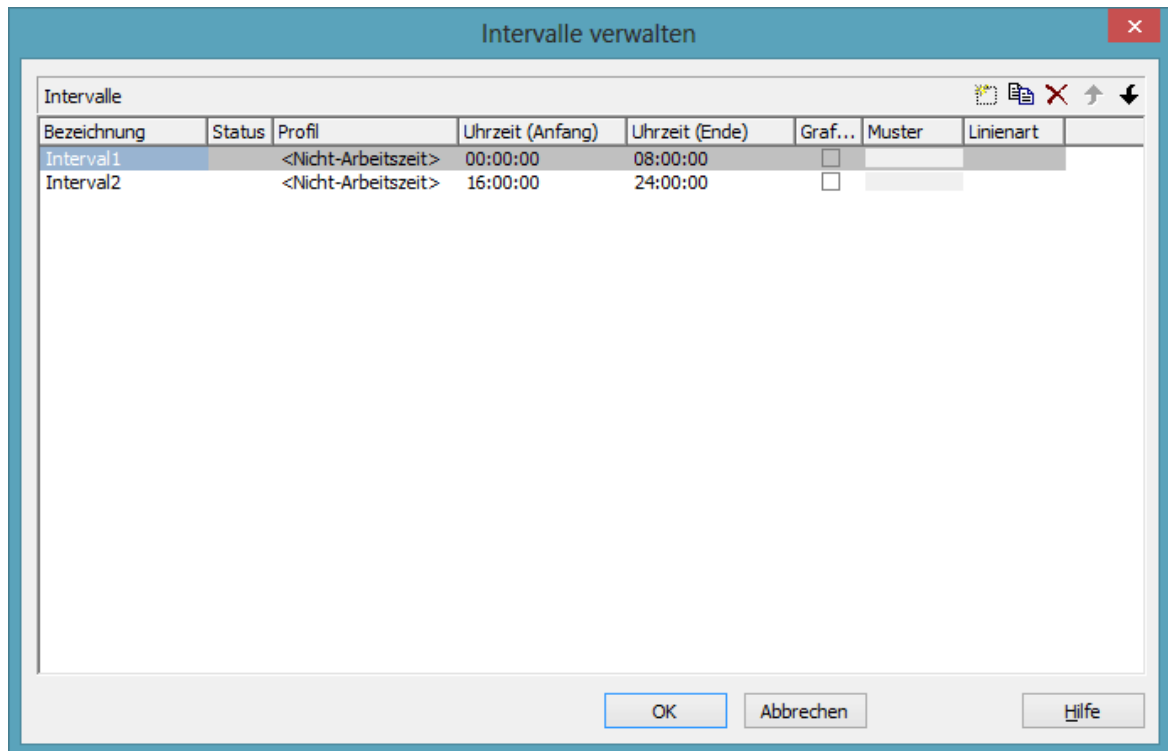 Intervalle verwalten
Intervalle
Bezeichnung Status Profil Uhrzeit (Anfang) Uhrzeit (Ende) Graf... Muster Linienart
Interval1 <Nicht-Arbeitszeit> 00:00:00 08:00:00
Interval2 <Nicht-Arbeitszeit> 16:00:00 24:00:00
OK Abbrechen Hilfe